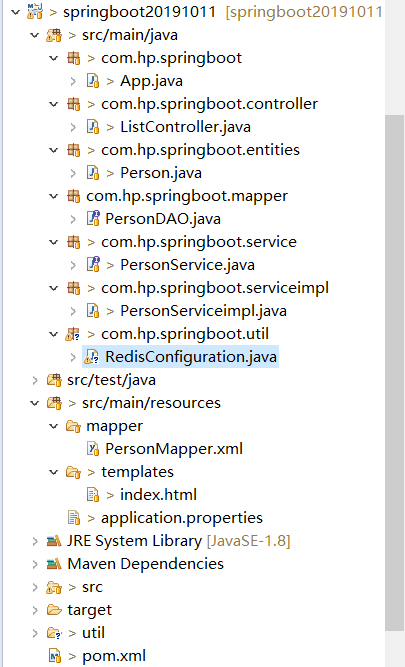 > springboot20191011 [springboot20191011
> src/main/java
> com.hp.springboot
> App.java
> com.hp.springboot.controller
> ListController.java
> com.hp.springboot.entities
> Person.java
com.hp.springboot.mapper
PersonDAO.java
> com.hp.springboot.service
> PersonService.java
> com.hp.springboot.serviceimpl
> PersonServiceimpl.java
> com.hp.springboot.util
RedisConfiguration.java
src/test/java
> src/main/resources
mapper
PersonMapper.xml
> templates
> index.html
> application.properties
JRE System Library [JavaSE-1.8]
Maven Dependencies
> src
target
> util
> pom.xml